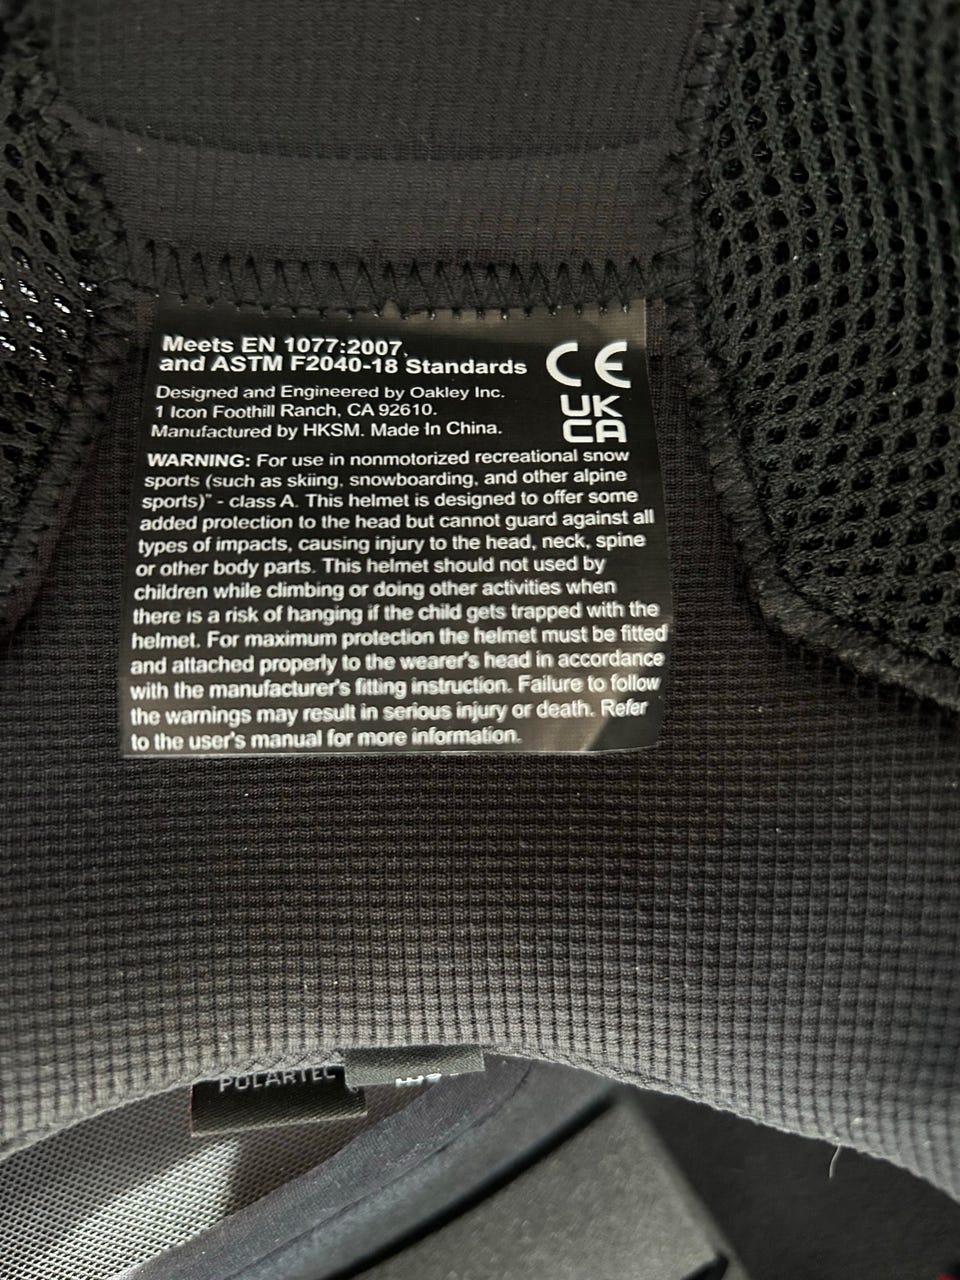 Meets EN 1077:2007,
and ASTM F2040-18 Standards
CE
UK
CA
Designed and Engineered by Oakley Inc.
1 Icon Foothill Ranch, CA 92610.
Manufactured by HKSM. Made In China.
WARNING: For use in nonmotorized recreational snow
sports (such as skiing, snowboarding, and other alpine
sports)" - class A. This helmet is designed to offer some
added protection to the head but cannot guard against all
types of impacts, causing injury to the head, neck, spine
or other body parts. This helmet should not used by
children while climbing or doing other activities when
there is a risk of hanging if the child gets trapped with the
helmet. For maximum protection the helmet must be fitted
and attached properly to the wearer's head in accordance
with the manufacturer's fitting instruction. Failure to follow
the warnings may result in serious injury or death. Refer
to the user's manual for more information.
POLARTEC